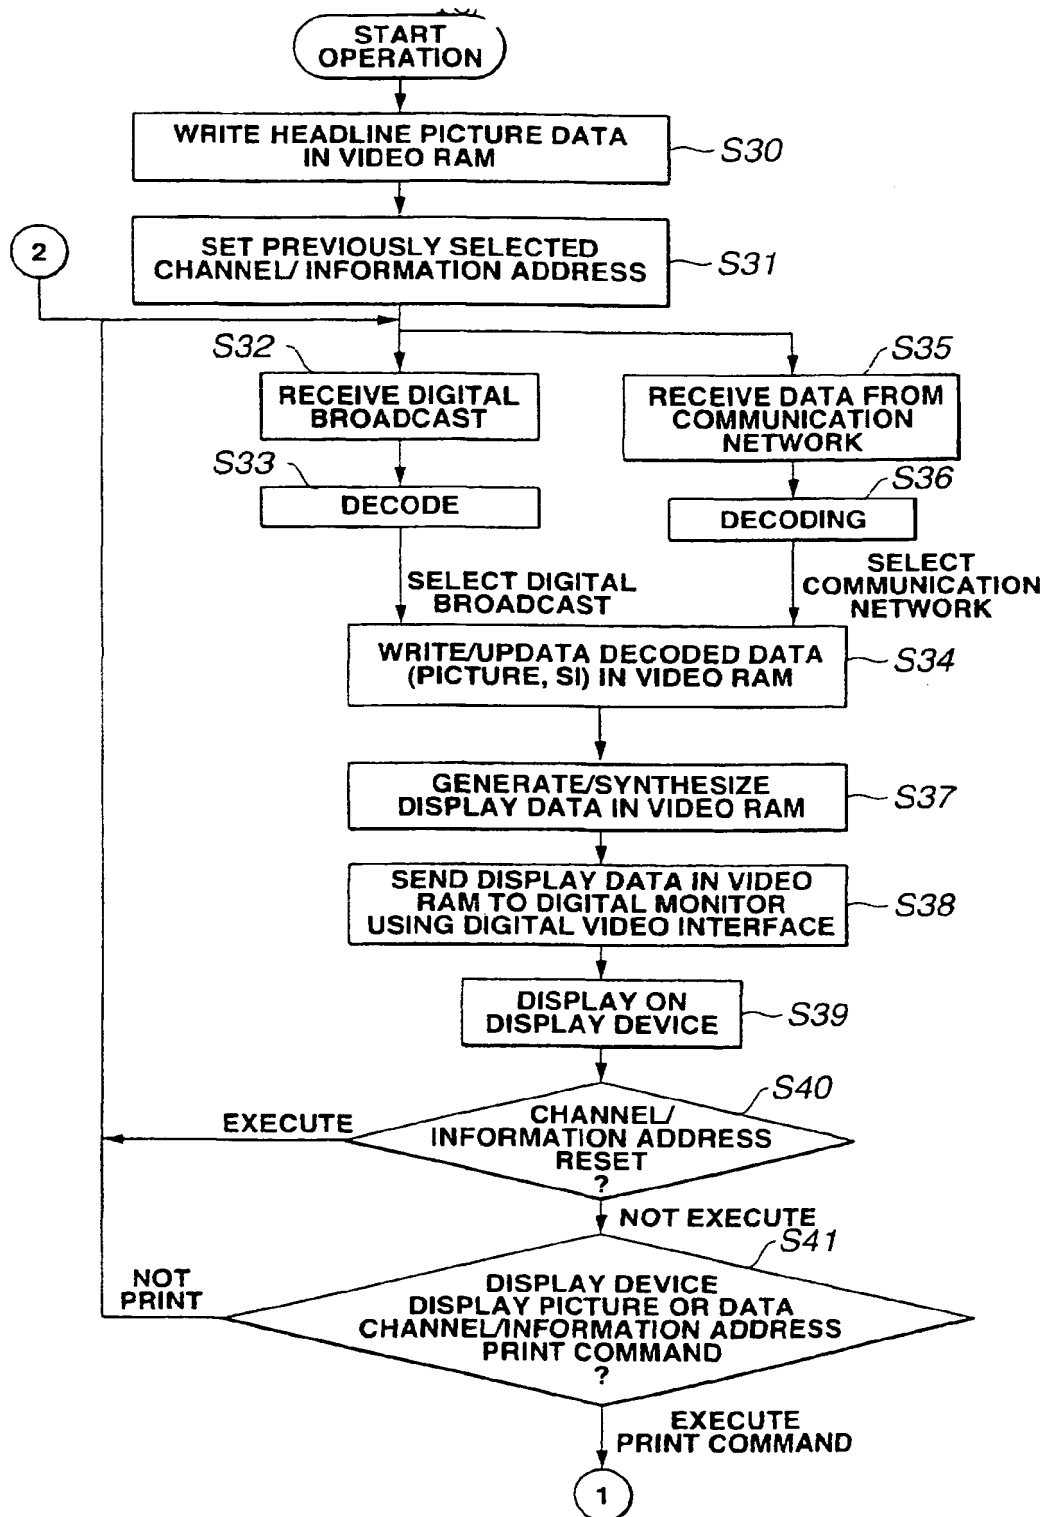 START
OPERATION
WRITE HEADLINE PICTURE DATA
IN VIDEO RAM
S30
2
SET PREVIOUSLY SELECTED
CHANNEL/ INFORMATION ADDRESS
S31
S32
RECEIVE DIGITAL
BROADCAST
S35
RECEIVE DATA FROM
COMMUNICATION
NETWORK
S33
DECODE
S36
DECODING
SELECT DIGITAL
BROADCAST
SELECT
COMMUNICATION
NETWORK
WRITE/UPDATA DECODED DATA
(PICTURE, SI) IN VIDEO RAM
S34
GENERATE/SYNTHESIZE
DISPLAY DATA IN VIDEO RAM
S37
SEND DISPLAY DATA IN VIDEO
RAM TO DIGITAL MONITOR
USING DIGITAL VIDEO INTERFACE
S38
DISPLAY ON
DISPLAY DEVICE
S39
S40
EXECUTE
CHANNEL/
INFORMATION ADDRESS
RESET
?
NOT EXECUTE
S41
NOT
PRINT
DISPLAY DEVICE
DISPLAY PICTURE OR DATA
CHANNEL/INFORMATION ADDRESS
PRINT COMMAND
?
EXECUTE
PRINT COMMAND
1